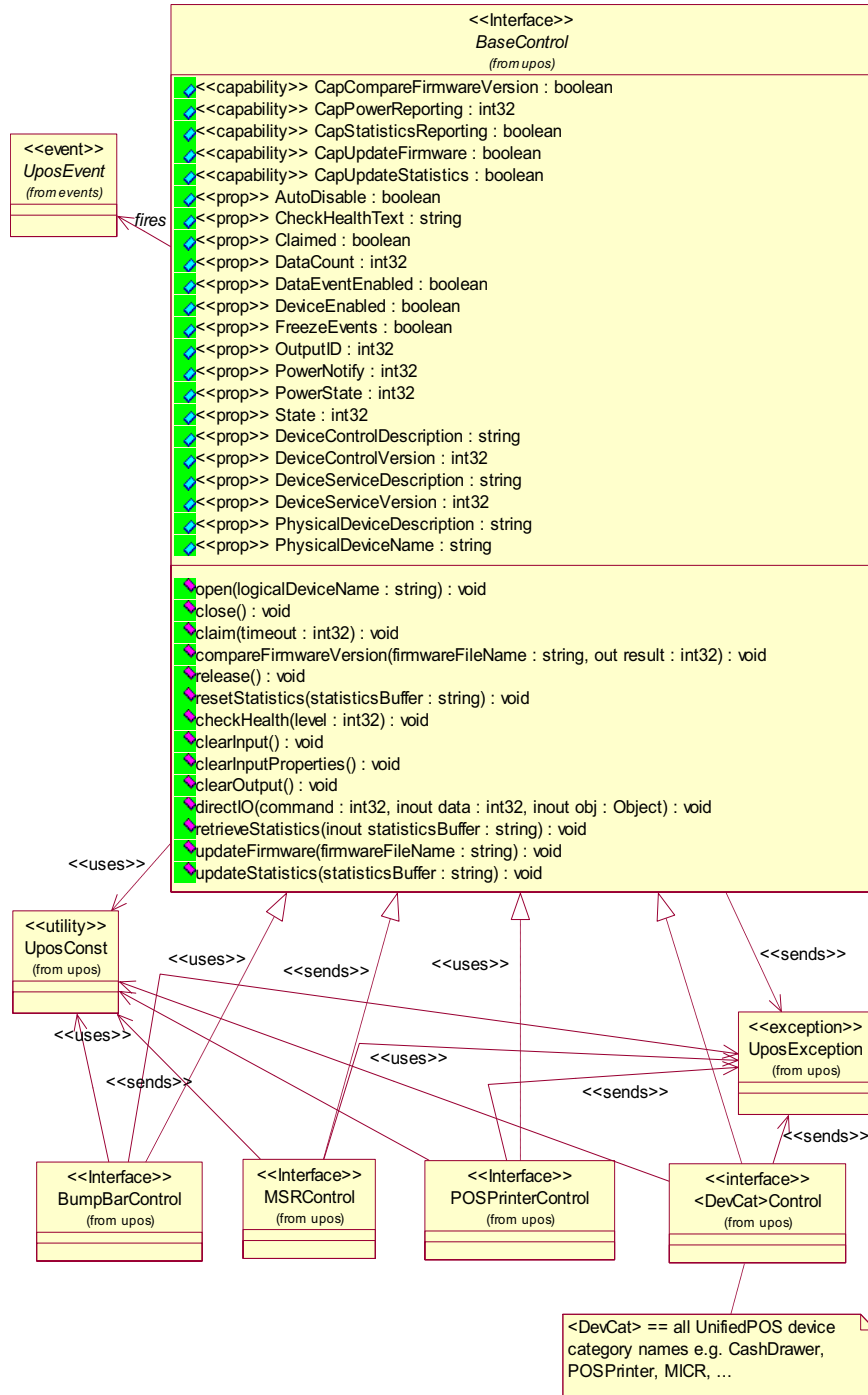 <<Interface>>
BaseControl
(from upos)
<<capability>> CapCompareFirmwareVersion : boolean
<<capability>> CapPowerReporting : int32
<<capability>> CapStatisticsReporting : boolean
<<capability>> CapUpdateFirmware : boolean
<<capability>> CapUpdateStatistics : boolean
<<prop>> AutoDisable : boolean
<<prop>> CheckHealthText : string
<<prop>> Claimed : boolean
<<prop>> DataCount : int32
<<prop>> DataEventEnabled : boolean
<<prop>> DeviceEnabled : boolean
<<prop>> FreezeEvents : boolean
<<prop>> OutputID : int32
<<prop>> PowerNotify : int32
<<prop>> PowerState : int32
<<prop>> State : int32
<<prop>> DeviceControlDescription : string
<<prop>> DeviceControlVersion : int32
<<prop>> DeviceServiceDescription : string
<<prop>> DeviceServiceVersion : int32
<<prop>> PhysicalDeviceDescription : string
<<prop>> PhysicalDeviceName : string
open(logicalDeviceName : string) : void
close() : void
claim(timeout : int32) : void
compareFirmwareVersion(firmwareFileName : string, out result : int32) : void
release() : void
resetStatistics(statisticsBuffer : string) : void
checkHealth(level : int32) : void
clearInput() : void
clearInputProperties() : void
clearOutput() : void
directIO(command : int32, inout data : int32, inout obj : Object) : void
retrieveStatistics(inout statisticsBuffer : string) : void
updateFirmware(firmwareFileName : string) : void
updateStatistics(statisticsBuffer : string) : void
<<event>>
UposEvent
(from events)
fires
<<uses>>
<<utility>>
UposConst
(from upos)
<<uses>>
<<sends>>
<<uses>>
<<sends>>
<<exception>>
UposException
(from upos)
<<uses>>
<<sends>>
<<uses>>
<<sends>>
<<sends>>
<<Interface>>
BumpBarControl
(from upos)
<<Interface>>
MSRControl
(from upos)
<<Interface>>
POSPrinterControl
(from upos)
<<interface>>
<DevCat>Control
(from upos)
<DevCat> == all UnifiedPOS device
category names e.g. CashDrawer,
POSPrinter, MICR, ...